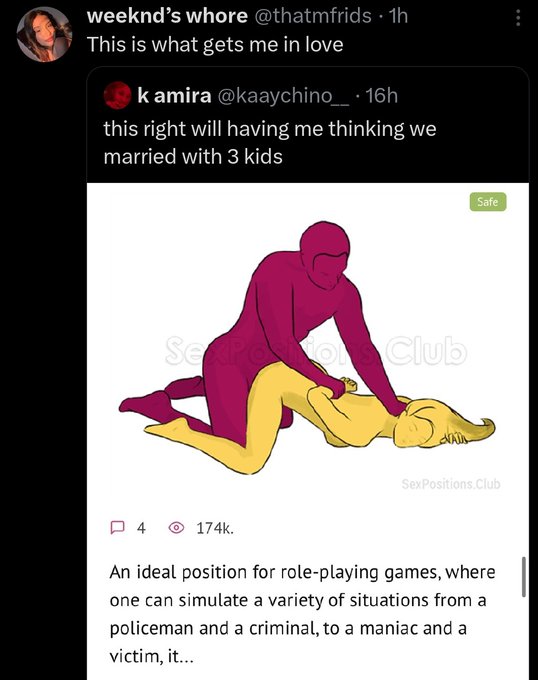 weeknd's whore @thatmfrids · 1h
This is what gets me in love
k amira @kaaychino__ · 16h
this right will having me thinking we
married with 3 kids
Safe
SexPositions.Club
SexPositions.Club
4 174k.
An ideal position for role-playing games, where
one can simulate a variety of situations from a
policeman and a criminal, to a maniac and a
victim, it...